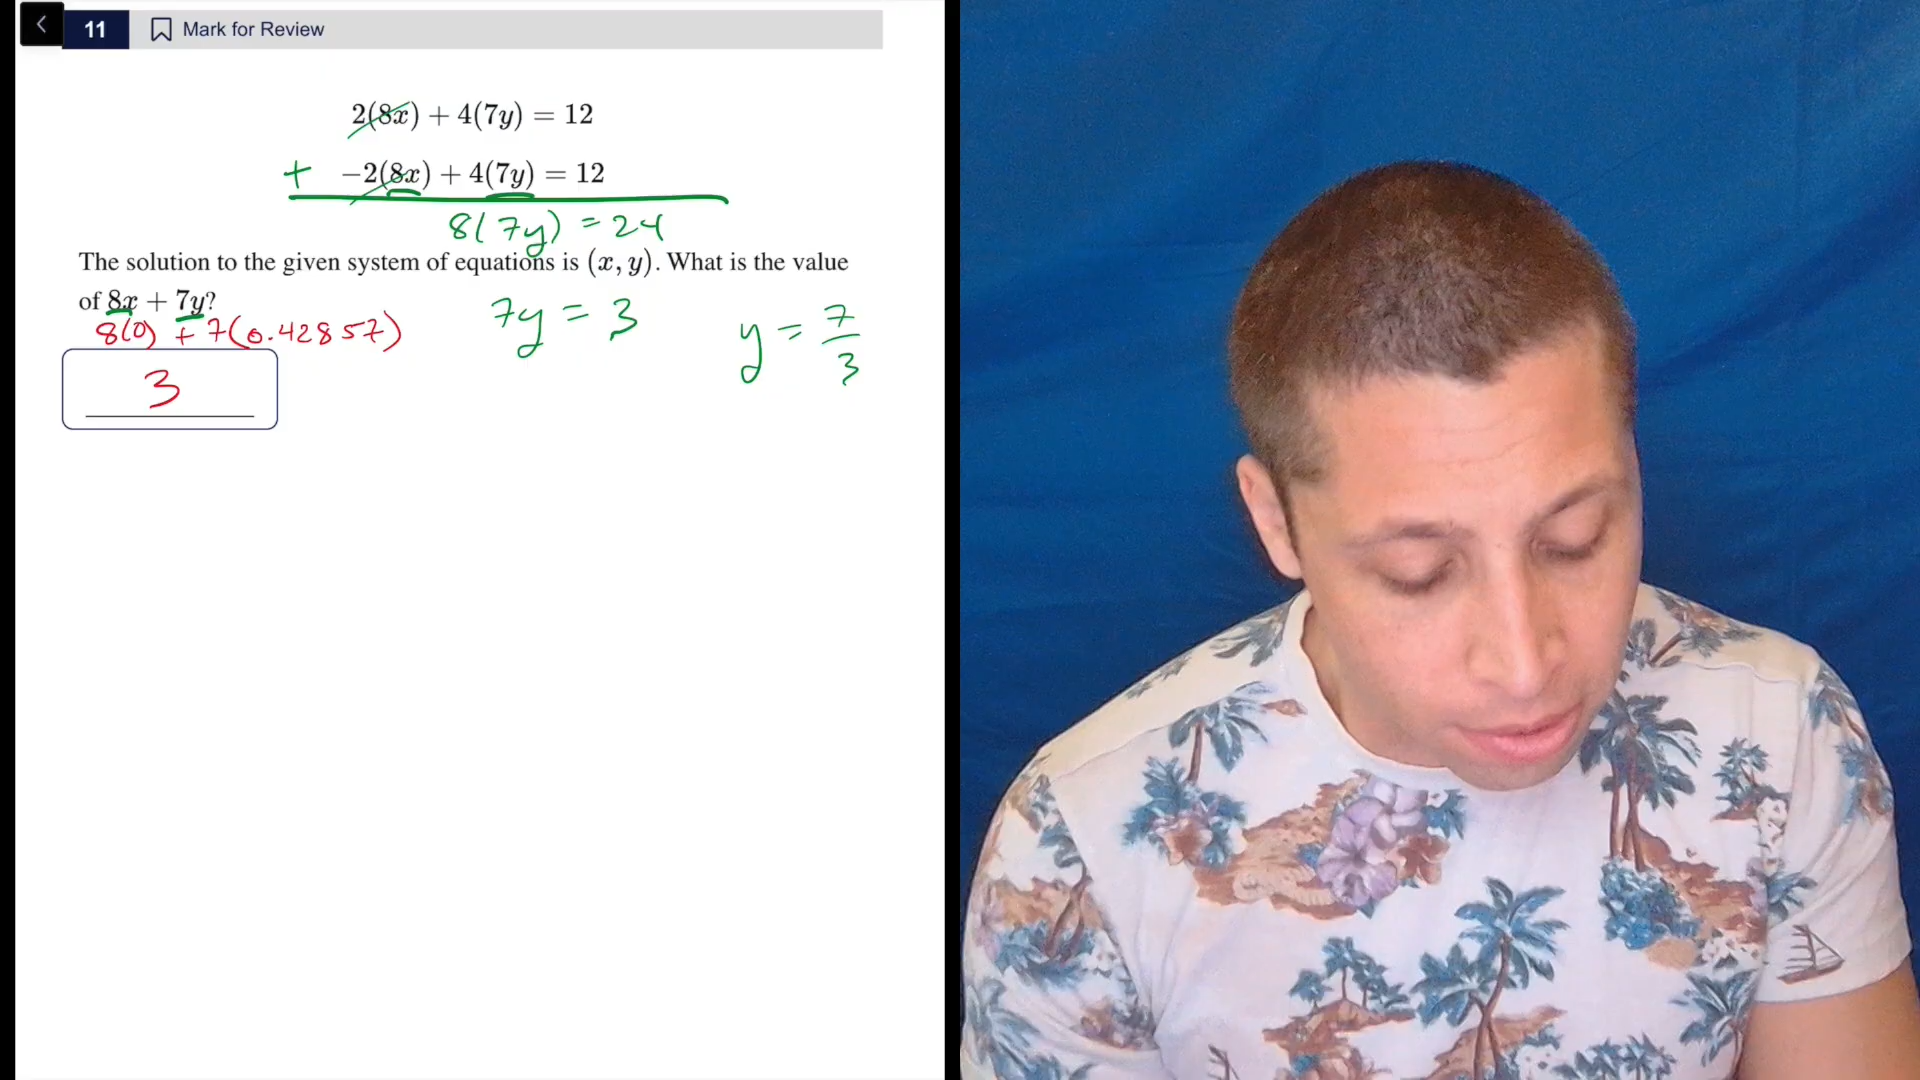 11 Mark for Review
2(8x) + 4(7y) = 12
+ −2(8x) + 4(7y) = 12
8(7y) = 24
The solution to the given system of equations is (x, y). What is the value
of 8x + 7y?
7y = 3
y = 7/3
8(0) + 7(0.42857)
3